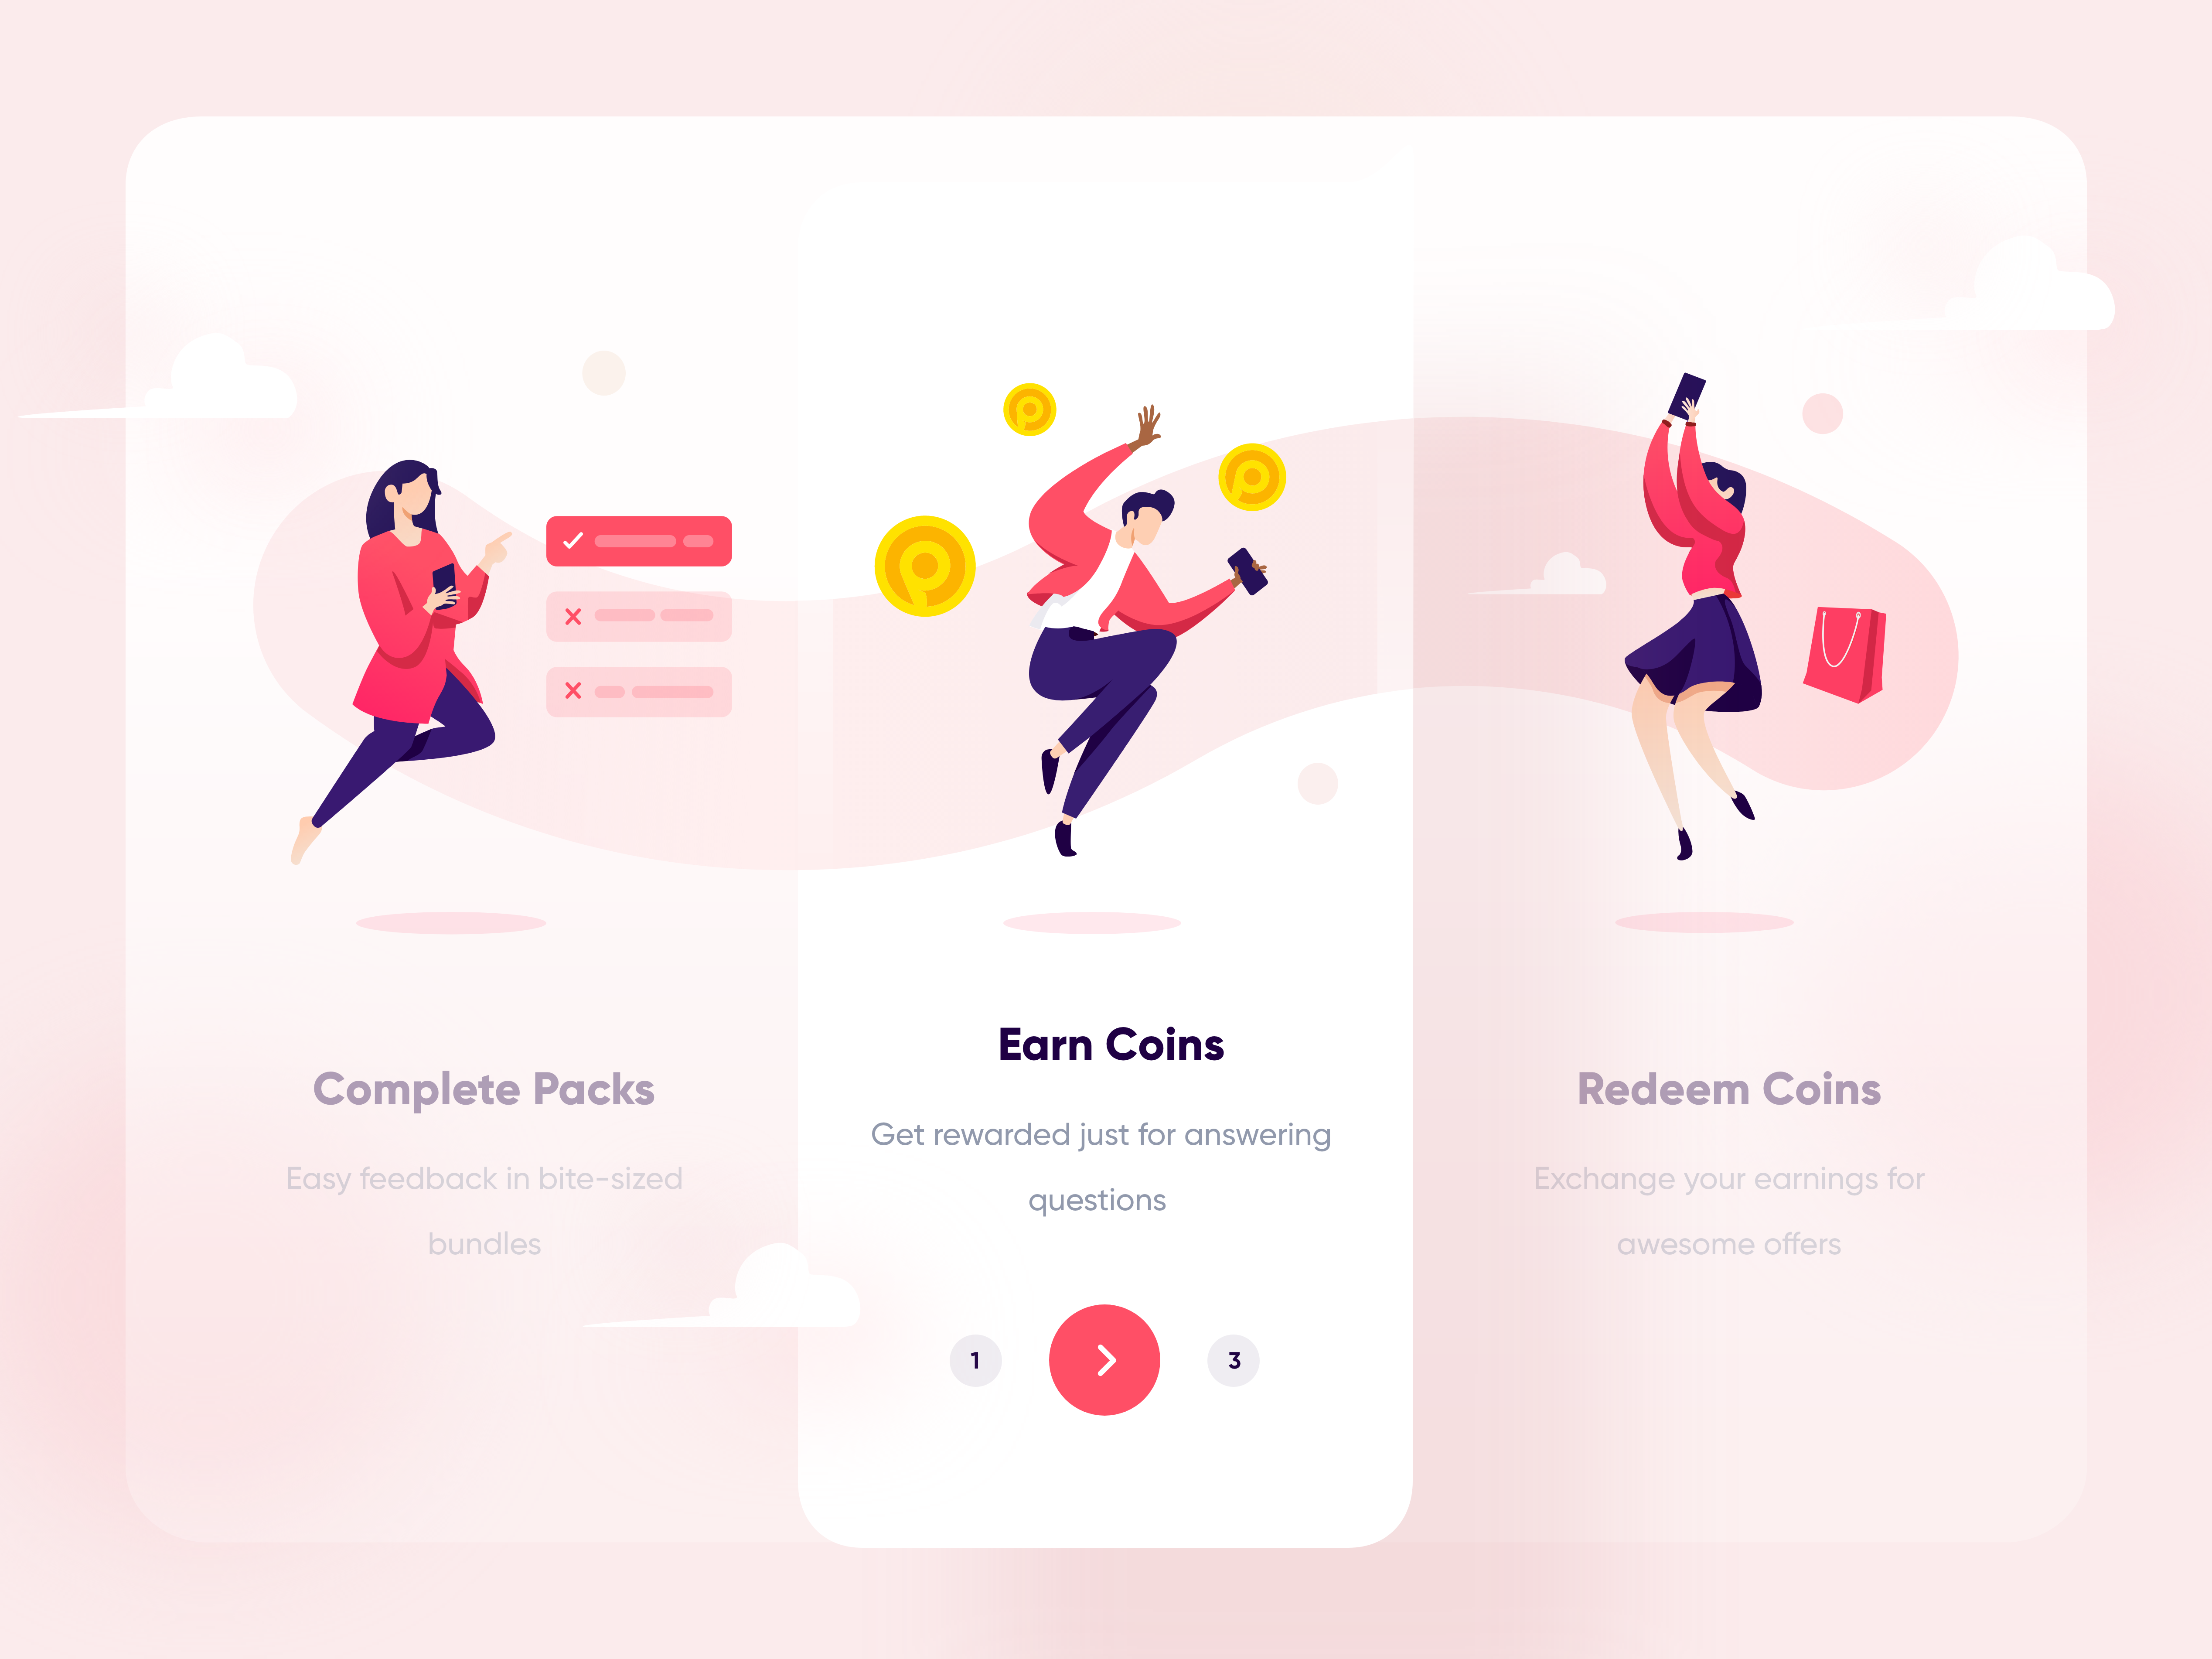 Complete Packs
Easy feedback in bite-sized
bundles
Earn Coins
Get rewarded just for answering
questions
1
3
Redeem Coins
Exchange your earnings for
awesome offers